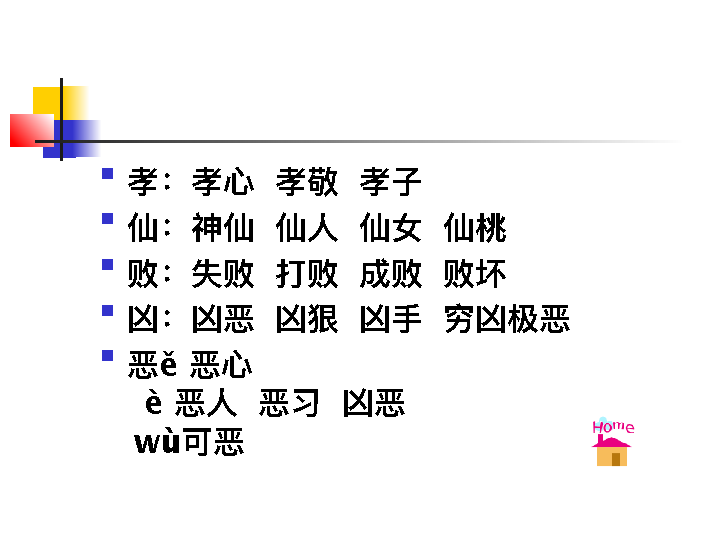 孝：孝心 孝敬 孝子
仙：神仙 仙人 仙女 仙桃
败：失败 打败 成败 败坏
凶：凶恶 凶狠 凶手 穷凶极恶
恶ě 恶心
è 恶人 恶习 凶恶
wù可恶
Home